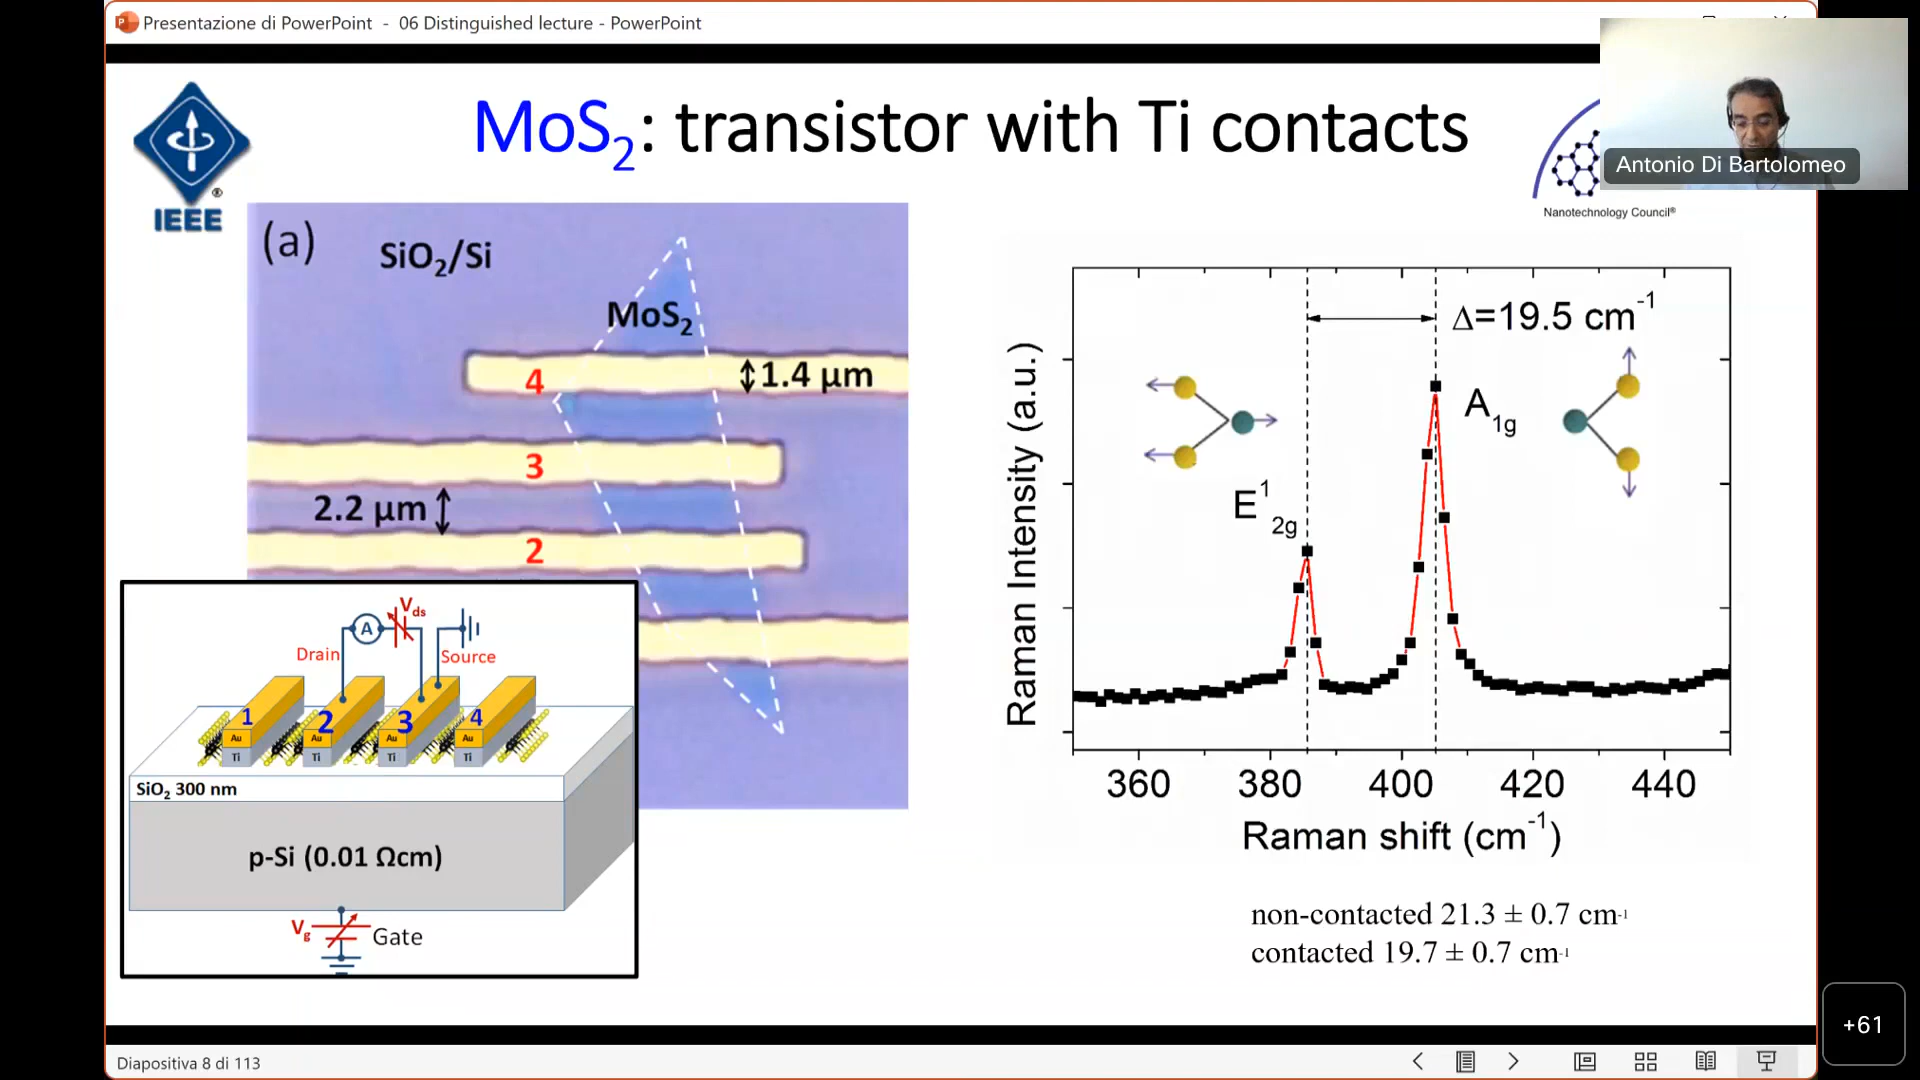 Presentazione di PowerPoint - 06 Distinguished lecture - PowerPoint
MoS₂: transistor with Ti contacts
IEEE
®
Antonio Di Bartolomeo
Nanotechnology Council®
(a)
SiO₂/Si
MoS₂
4
1.4 µm
3
2.2 µm
2
Vds
A
Drain
Source
1 2 3 4
Au Au Au Au
Ti Ti Ti Ti
SiO₂ 300 nm
p-Si (0.01 Ωcm)
Vg
Gate
Δ=19.5 cm⁻¹
A1g
E¹2g
Raman Intensity (a.u.)
360 380 400 420 440
Raman shift (cm⁻¹)
non-contacted 21.3 ± 0.7 cm⁻¹
contacted 19.7 ± 0.7 cm⁻¹
+61
Diapositiva 8 di 113